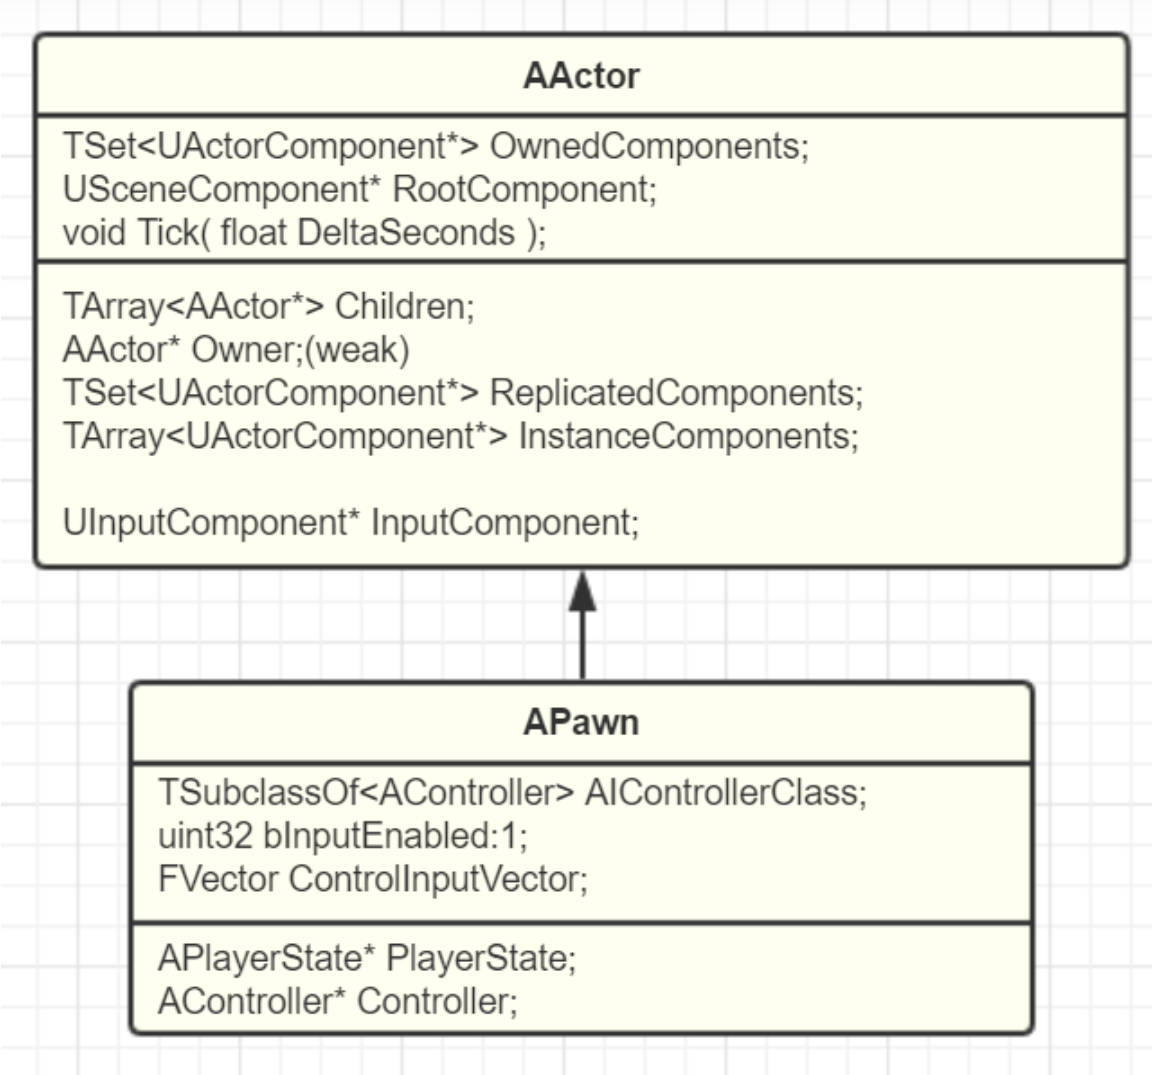 AActor
TSet<UActorComponent*> OwnedComponents;
USceneComponent* RootComponent;
void Tick( float DeltaSeconds );
TArray<AActor*> Children;
AActor* Owner;(weak)
TSet<UActorComponent*> ReplicatedComponents;
TArray<UActorComponent*> InstanceComponents;
UInputComponent* InputComponent;
APawn
TSubclassOf<AController> AIControllerClass;
uint32 bInputEnabled:1;
FVector ControlInputVector;
APlayerState* PlayerState;
AController* Controller;